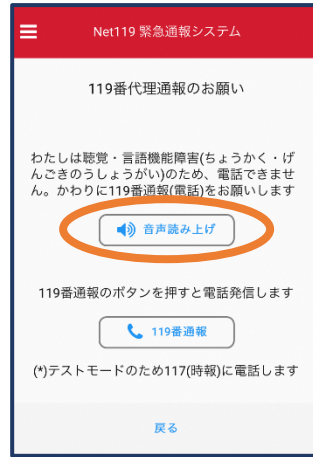 Net119 緊急通報システム
119番代理通報のお願い
わたしは聴覚・言語機能障害(ちょうかく・げ
んごきのうしょうがい)のため、電話できませ
ん。かわりに119番通報(電話)をお願いします
音声読み上げ
119番通報のボタンを押すと電話発信します
119番通報
(*)テストモードのため117(時報)に電話します
戻る